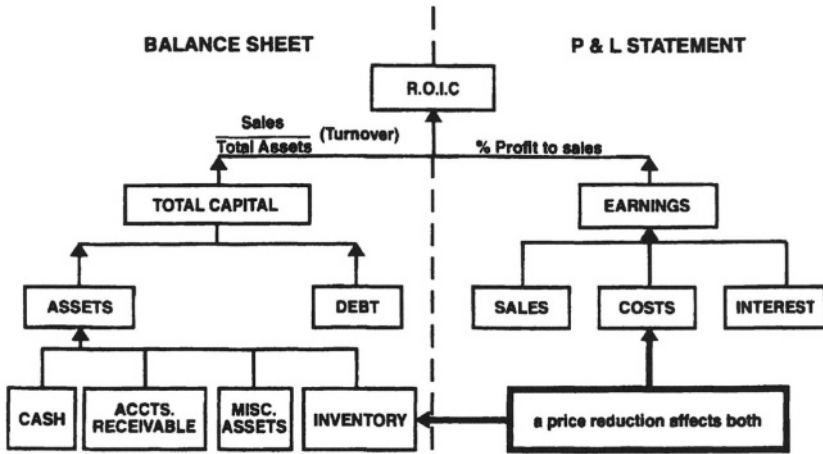 BALANCE SHEET
P & L STATEMENT
R.O.I.C
Sales
Total Assets
(Turnover)
% Profit to sales
TOTAL CAPITAL
EARNINGS
ASSETS
DEBT
SALES
COSTS
INTEREST
CASH
ACCTS.
RECEIVABLE
MISC.
ASSETS
INVENTORY
a price reduction affects both